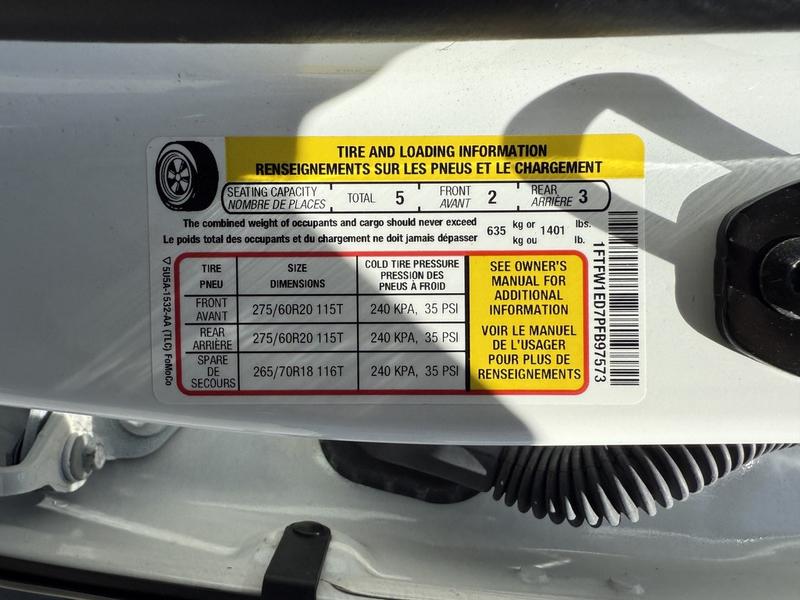 TIRE AND LOADING INFORMATION
RENSEIGNEMENTS SUR LES PNEUS ET LE CHARGEMENT
SEATING CAPACITY
NOMBRE DE PLACES
TOTAL 5
FRONT
AVANT 2
REAR
ARRIÈRE 3
The combined weight of occupants and cargo should never exceed 635 kg or 1401 lbs.
Le poids total des occupants et du chargement ne doit jamais dépasser kg ou lb.
TIRE
PNEU
SIZE
DIMENSIONS
COLD TIRE PRESSURE
PRESSION DES
PNEUS À FROID
FRONT
AVANT
275/60R20 115T
240 KPA, 35 PSI
REAR
ARRIÈRE
275/60R20 115T
240 KPA, 35 PSI
SPARE
DE
SECOURS
265/70R18 116T
240 KPA, 35 PSI
SEE OWNER'S
MANUAL FOR
ADDITIONAL
INFORMATION
VOIR LE MANUEL
DE L'USAGER
POUR PLUS DE
RENSEIGNEMENTS
▽ 5U5A-1532-AA (TLC) FoMoCo
1FTFW1ED7PFB97573